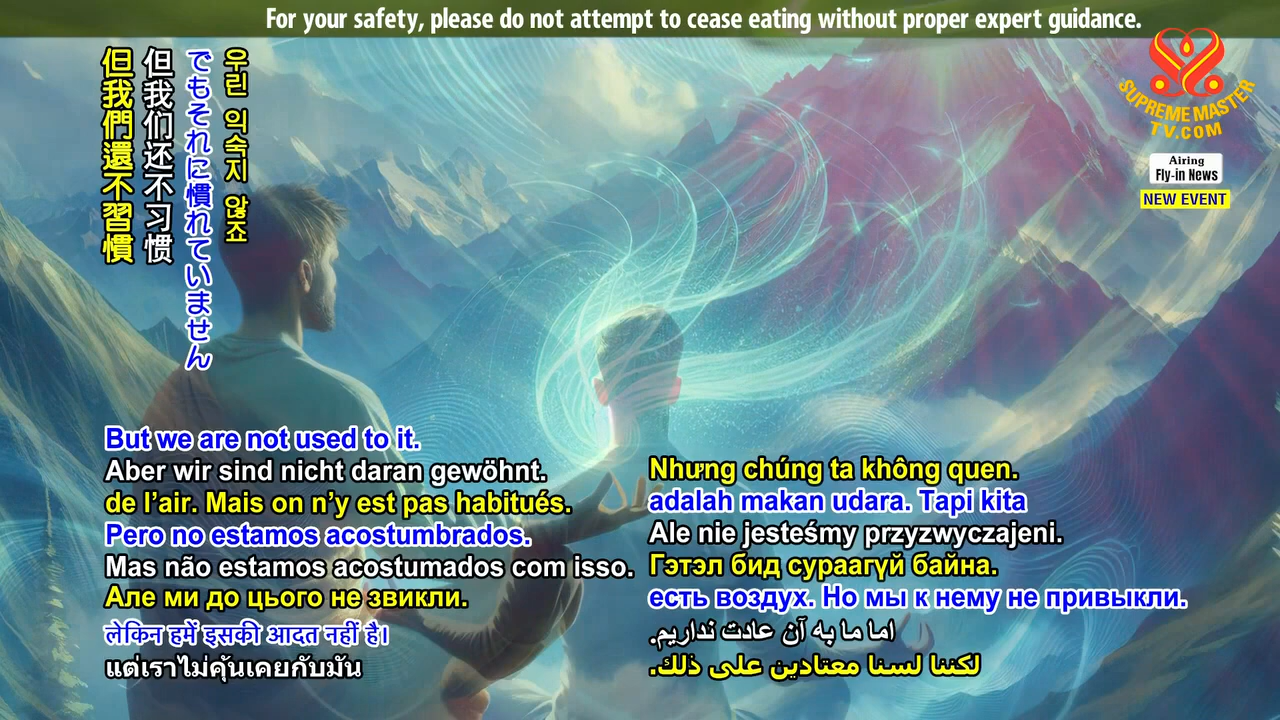 For your safety, please do not attempt to cease eating without proper expert guidance.
SUPREME MASTER
TV.COM
Airing
Fly-in News
NEW EVENT
우린 익숙지 않죠
でもそれに慣れていません
但我们还不习惯
但我們還不習慣
But we are not used to it.
Aber wir sind nicht daran gewöhnt.
de l’air. Mais on n’y est pas habitués.
Pero no estamos acostumbrados.
Mas não estamos acostumados com isso.
Але ми до цього не звикли.
लेकिन हमें इसकी आदत नहीं है।
แต่เราไม่คุ้นเคยกับมัน
Nhưng chúng ta không quen.
adalah makan udara. Tapi kita
Ale nie jesteśmy przyzwyczajeni.
Гэтэл бид сураагүй байна.
есть воздух. Но мы к нему не привыкли.
اما ما به آن عادت نداریم.
لكننا لسنا معتادين على ذلك.